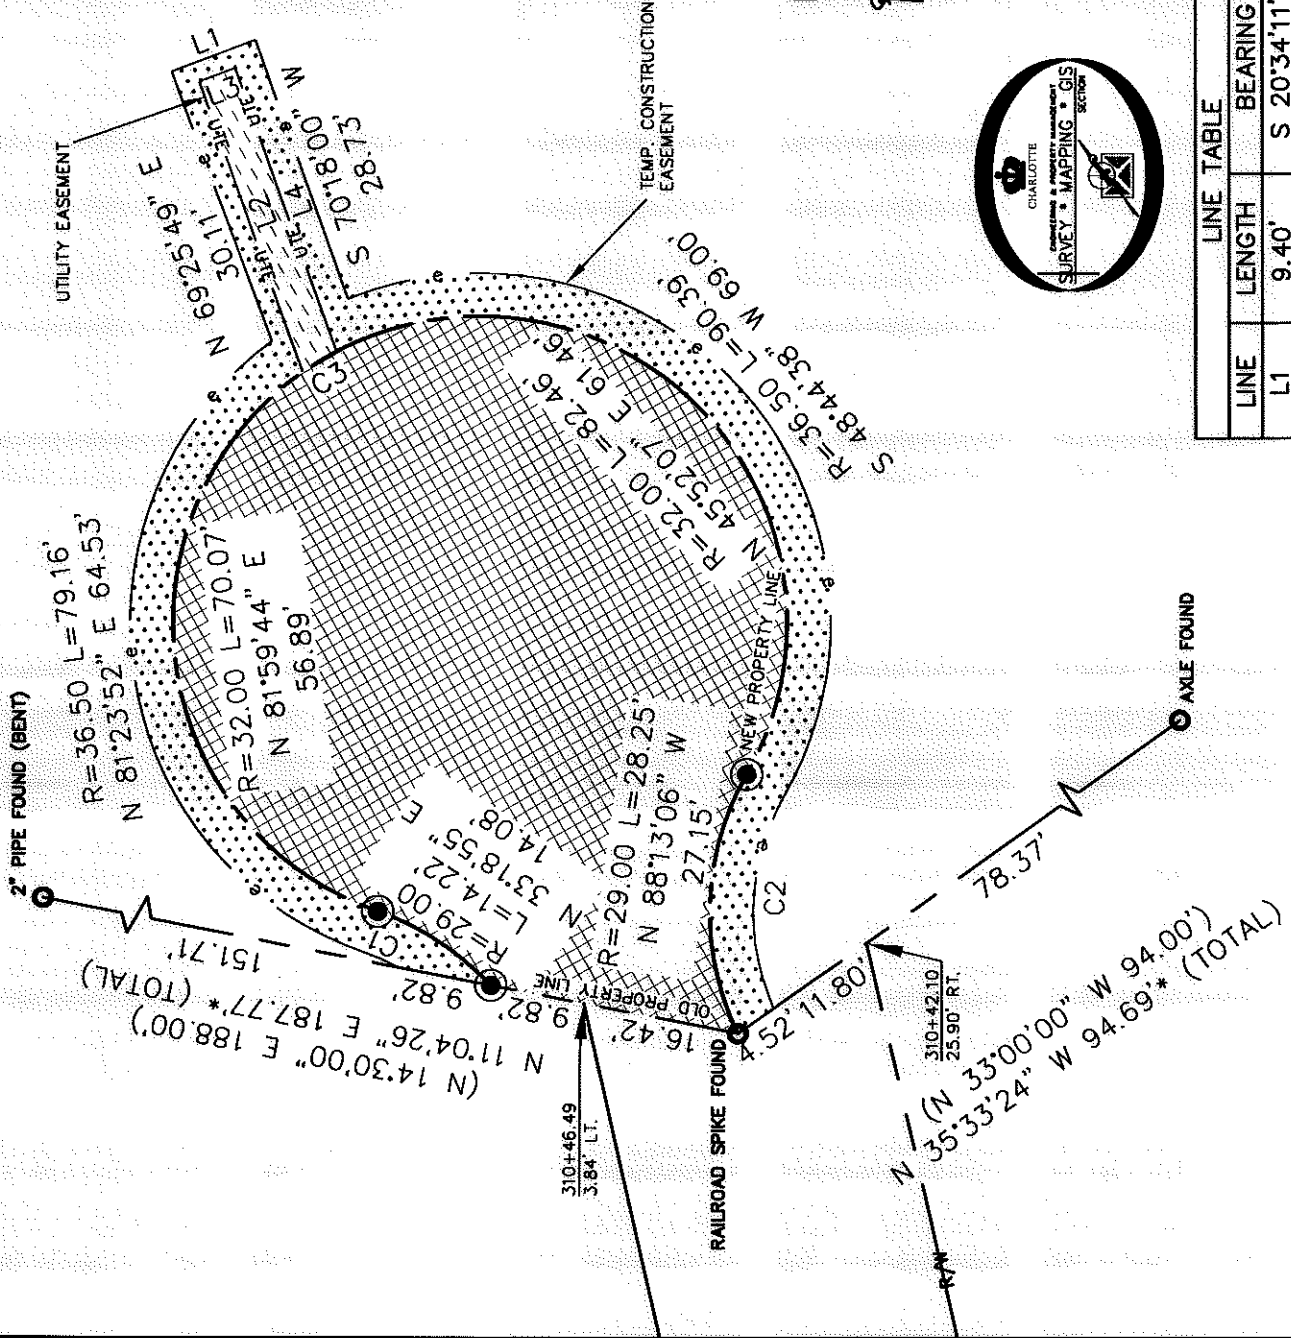 2" PIPE FOUND (BENT)
R=36.50 L=79.16'
N 81°23'52" E 64.53'
UTILITY EASEMENT
L1
L3
N 69°25'49" E
30.11'
UTE
UTE
L2
UTE
UTE
L4
S 70°18'00" W
28.73'
TEMP CONSTRUCTION
EASEMENT
C3
R=32.00 L=70.07'
N 81°59'44" E
56.89'
R=32.00 L=82.46'
N 45°52'07" E 61.46'
R=36.50 L=90.39'
S 48°44'38" W 69.00'
e
e
e
e
e
e
e
e
e
e
C1
R=29.00
L=14.22'
N 33°18'55" E
14.08'
R=29.00 L=28.25'
N 88°13'06" W
27.15'
NEW PROPERTY LINE
OLD PROPERTY LINE
151.71'
9.82'
9.82'
16.42'
(N 14°30'00" E 188.00')
N 11°04'26" E 187.77'* (TOTAL)
310+46.49
3.84' LT.
RAILROAD SPIKE FOUND
4.52'
11.80'
C2
78.37'
AXLE FOUND
310+42.10
25.90' RT.
(N 33°00'00" W 94.00')
N 35°33'24" W 94.69'* (TOTAL)
R/W
CHARLOTTE
ENGINEERING & PROPERTY MANAGEMENT
SURVEY * MAPPING * GIS
SECTION
LINE TABLE
LINE LENGTH BEARING
L1 9.40' S 20°34'11"